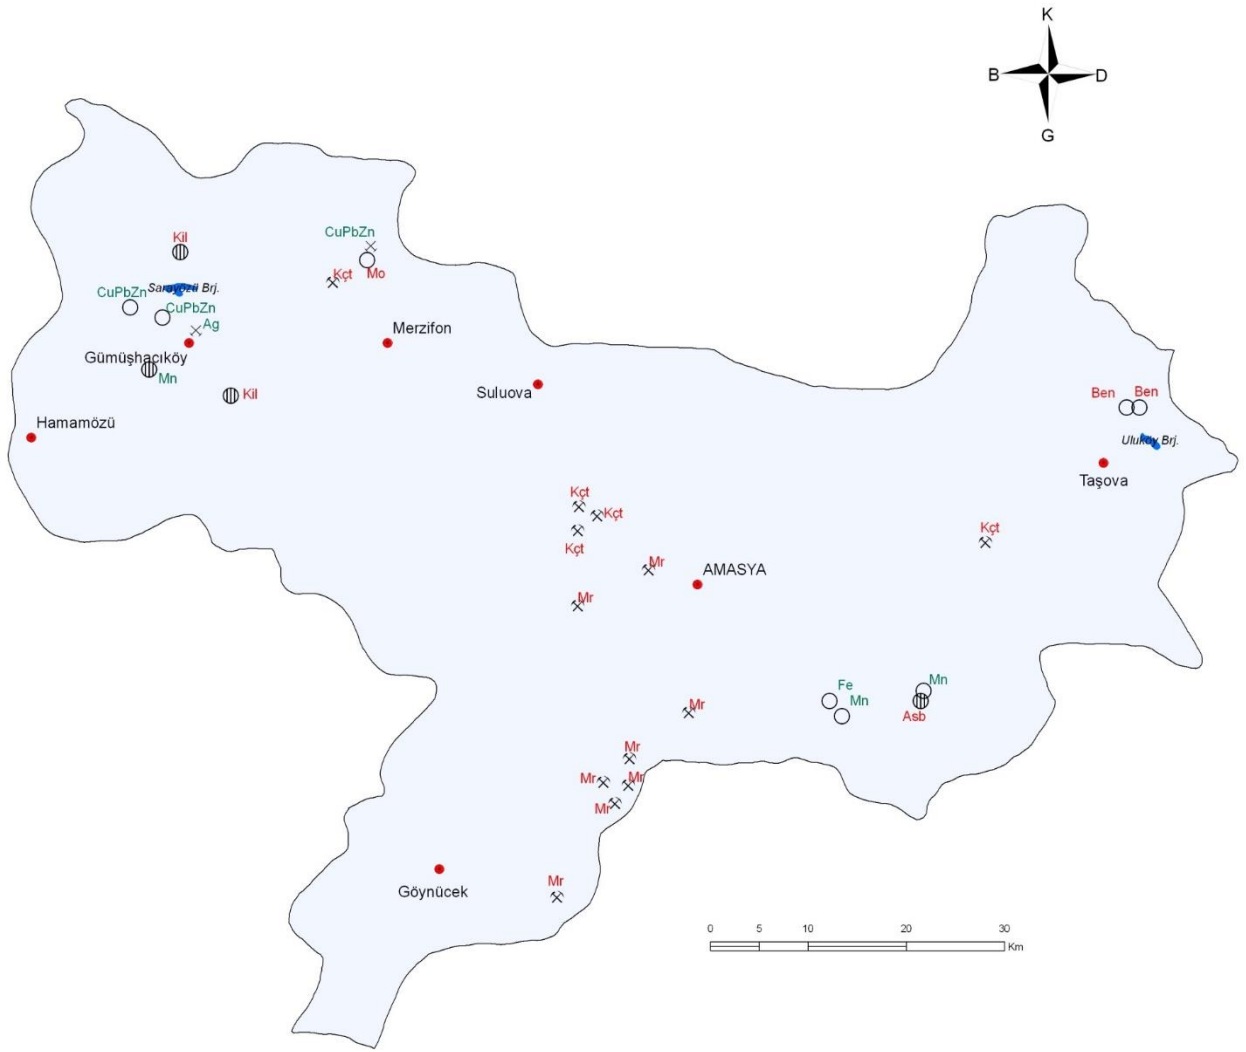 K
B
D
G
CuPbZn
Kil
Kçt
Mo
Sarayözü Brj.
CuPbZn
CuPbZn
Ag
Merzifon
Gümüşhacıköy
Mn
Suluova
Kil
Ben
Ben
Hamamözü
Uluköy Brj.
Taşova
Kçt
Kçt
Kçt
Kçt
Mr
AMASYA
Mr
Fe
Mn
Mn
Asb
Mr
Mr
Mr
Mr
Mr
Mr
Göynücek
0 5 10 20 30
Km